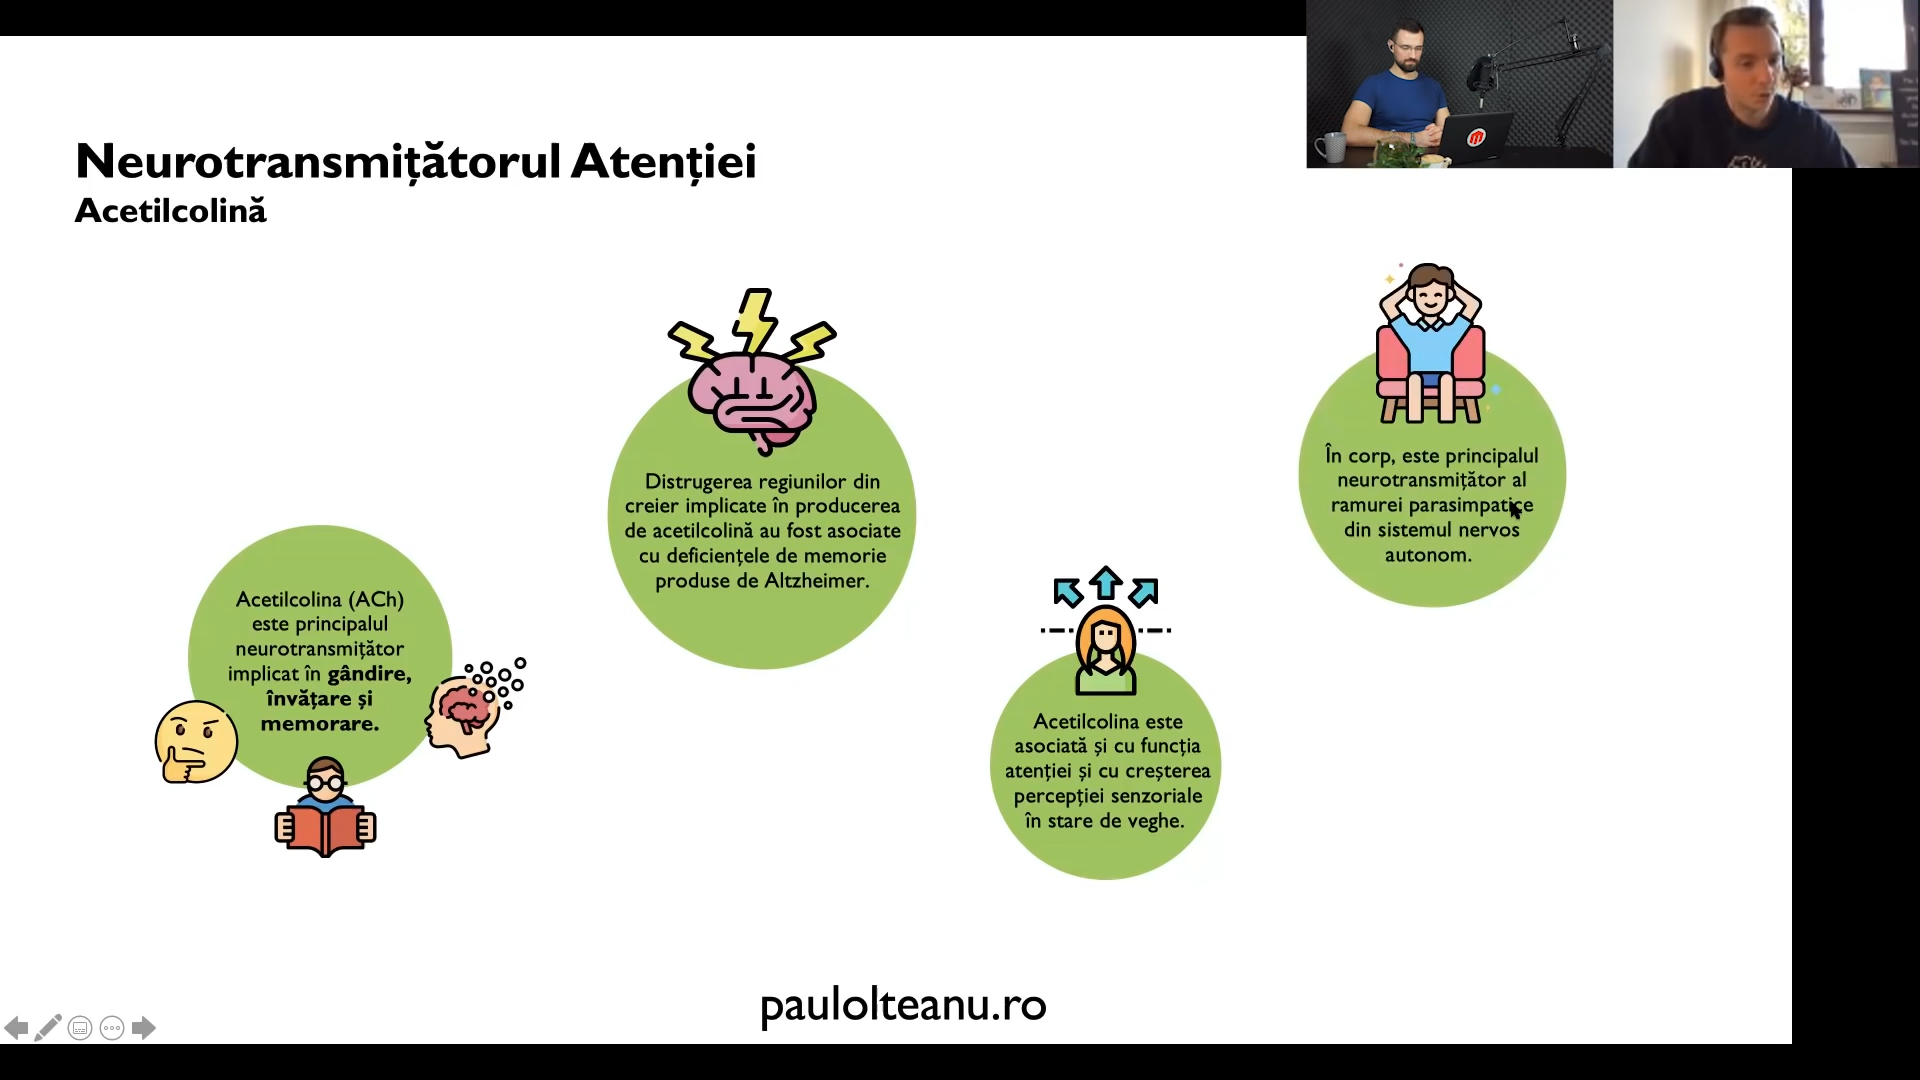 Neurotransmițătorul Atenției
Acetilcolină
Acetilcolina (ACh)
este principalul
neurotransmițător
implicat în gândire,
învățare și
memorare.
Distrugerea regiunilor din
creier implicate în producerea
de acetilcolină au fost asociate
cu deficiențele de memorie
produse de Altzheimer.
Acetilcolina este
asociată și cu funcția
atenției și cu creșterea
percepției senzoriale
în stare de veghe.
În corp, este principalul
neurotransmițător al
ramurei parasimpatice
din sistemul nervos
autonom.
paulolteanu.ro